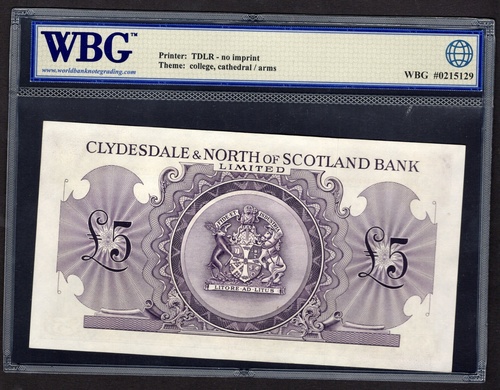 WBG™
www.worldbanknotegrading.com
Printer: TDLR - no imprint
Theme: college, cathedral / arms
WBG #0215129
CLYDESDALE & NORTH OF SCOTLAND BANK
LIMITED
£5
£5
LITORE·AD·LITUS